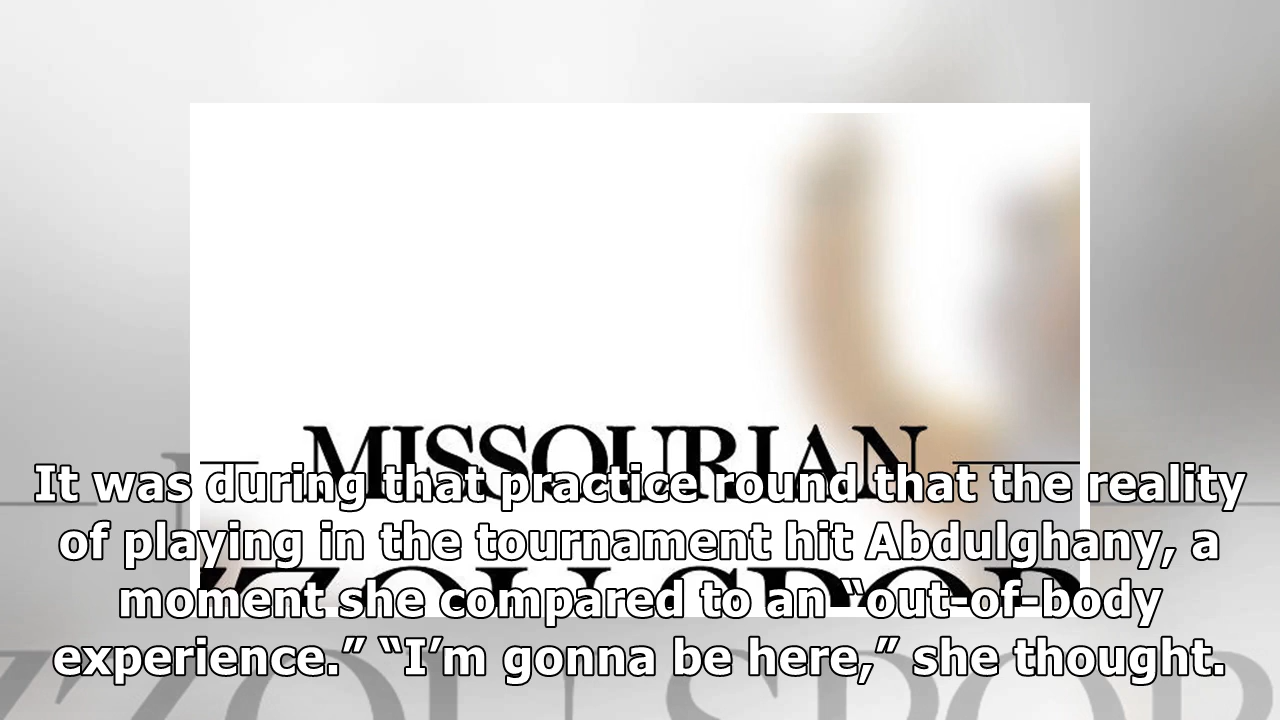 MISSOURIAN
It was during that practice round that the reality
of playing in the tournament hit Abdulghany, a
moment she compared to an “out-of-body
experience.” “I’m gonna be here,” she thought.